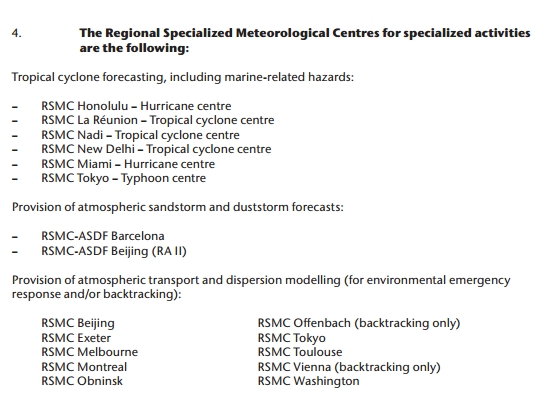 4. The Regional Specialized Meteorological Centres for specialized activities
are the following:
Tropical cyclone forecasting, including marine-related hazards:
– RSMC Honolulu – Hurricane centre
– RSMC La Réunion – Tropical cyclone centre
– RSMC Nadi – Tropical cyclone centre
– RSMC New Delhi – Tropical cyclone centre
– RSMC Miami – Hurricane centre
– RSMC Tokyo – Typhoon centre
Provision of atmospheric sandstorm and duststorm forecasts:
– RSMC-ASDF Barcelona
– RSMC-ASDF Beijing (RA II)
Provision of atmospheric transport and dispersion modelling (for environmental emergency
response and/or backtracking):
RSMC Beijing
RSMC Exeter
RSMC Melbourne
RSMC Montreal
RSMC Obninsk
RSMC Offenbach (backtracking only)
RSMC Tokyo
RSMC Toulouse
RSMC Vienna (backtracking only)
RSMC Washington